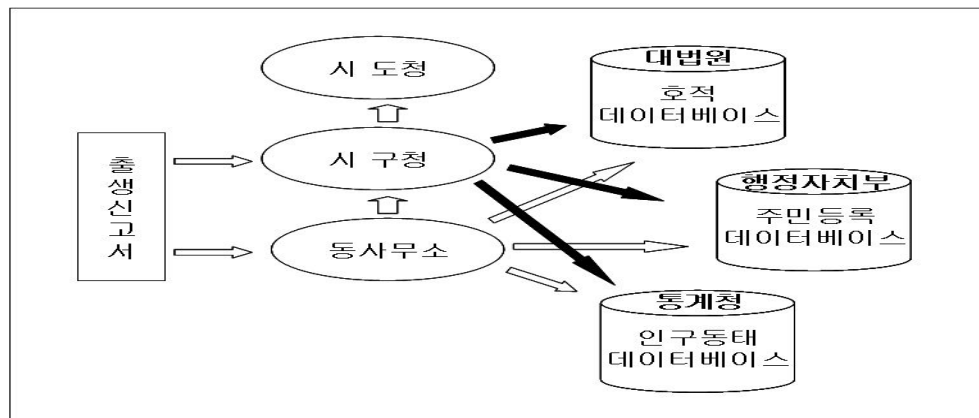 시 도청
대법원
호적
데이터베이스
출생신고서
시 구청
행정자치부
주민등록
데이터베이스
동사무소
통계청
인구동태
데이터베이스